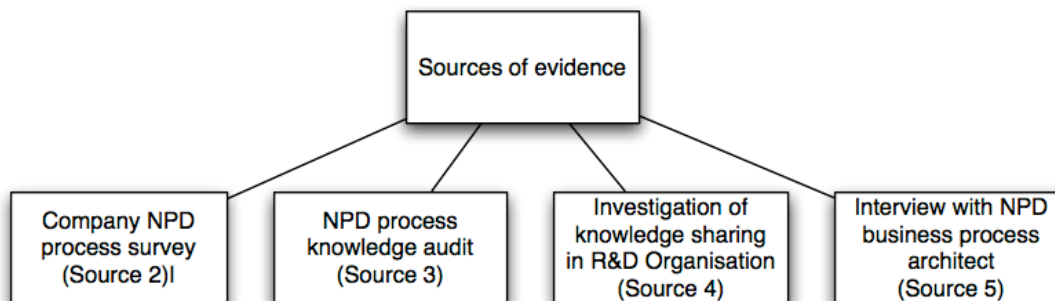 Sources of evidence
Company NPD
process survey
(Source 2)l
NPD process
knowledge audit
(Source 3)
Investigation of
knowledge sharing
in R&D Organisation
(Source 4)
Interview with NPD
business process
architect
(Source 5)